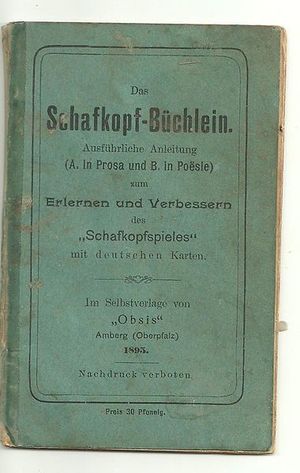 Das
Schafkopf-Büchlein.
Ausführliche Anleitung
(A. in Prosa und B. in Poësie)
zum
Erlernen und Verbessern
des
„Schafkopfspieles“
mit deutschen Karten.
Im Selbstverlage von
„Obsis“
Amberg (Oberpfalz)
1895.
Nachdruck verboten.
Preis 30 Pfennig.